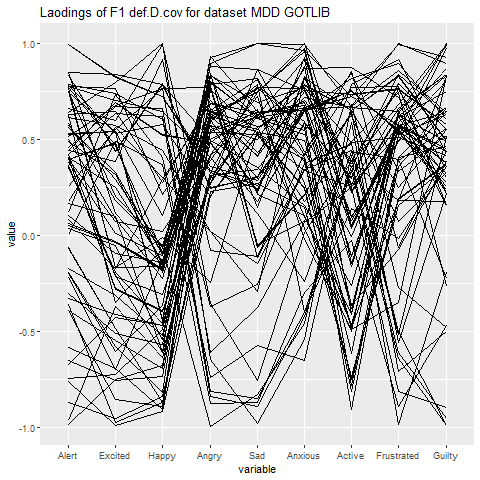 Laodings of F1 def.D.cov for dataset MDD GOTLIB
1.0
0.5
0.0
-0.5
-1.0
value
Alert Excited Happy Angry Sad Anxious Active Frustrated Guilty
variable